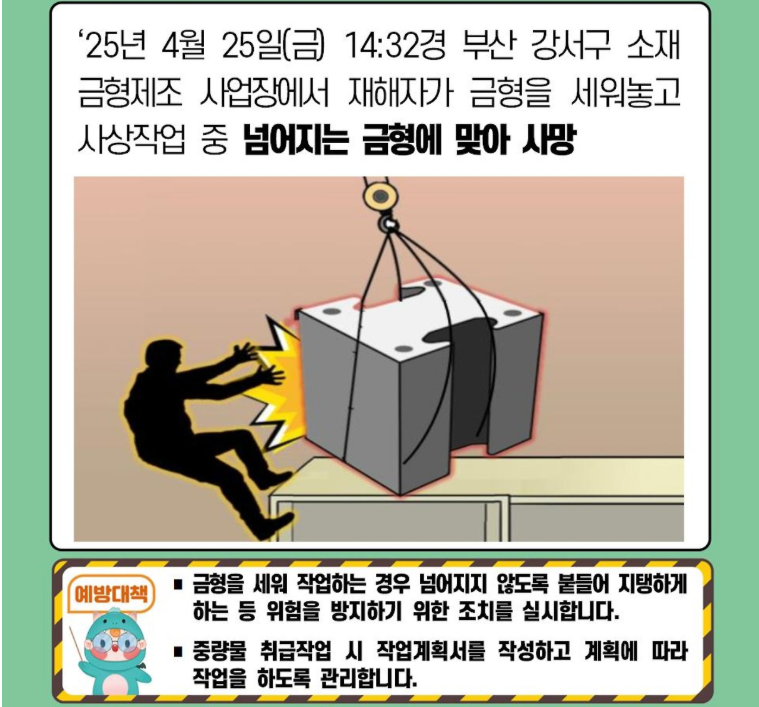 ‘25년 4월 25일(금) 14:32경 부산 강서구 소재
금형제조 사업장에서 재해자가 금형을 세워놓고
사상작업 중 넘어지는 금형에 맞아 사망
예방대책
▪ 금형을 세워 작업하는 경우 넘어지지 않도록 붙들어 지탱하게
하는 등 위험을 방지하기 위한 조치를 실시합니다.
▪ 중량물 취급작업 시 작업계획서를 작성하고 계획에 따라
작업을 하도록 관리합니다.